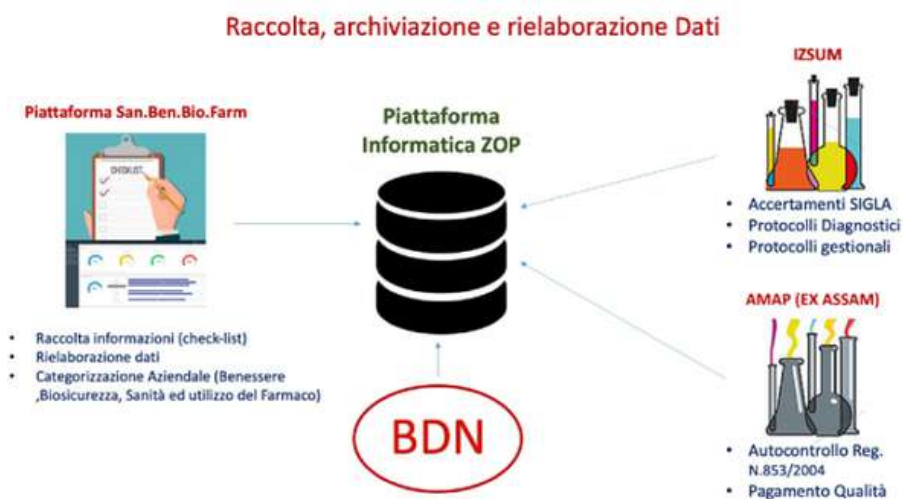 Raccolta, archiviazione e rielaborazione Dati
IZSUM
Piattaforma San.Ben.Bio.Farm
Piattaforma
Informatica ZOP
CHECKLIST
• Accertamenti SIGLA
• Protocolli Diagnostici
• Protocolli gestionali
AMAP (EX ASSAM)
• Raccolta informazioni (check-list)
• Rielaborazione dati
• Categorizzazione Aziendale (Benessere
,Biosicurezza, Sanità ed utilizzo del Farmaco)
BDN
• Autocontrollo Reg.
N.853/2004
• Pagamento Qualità